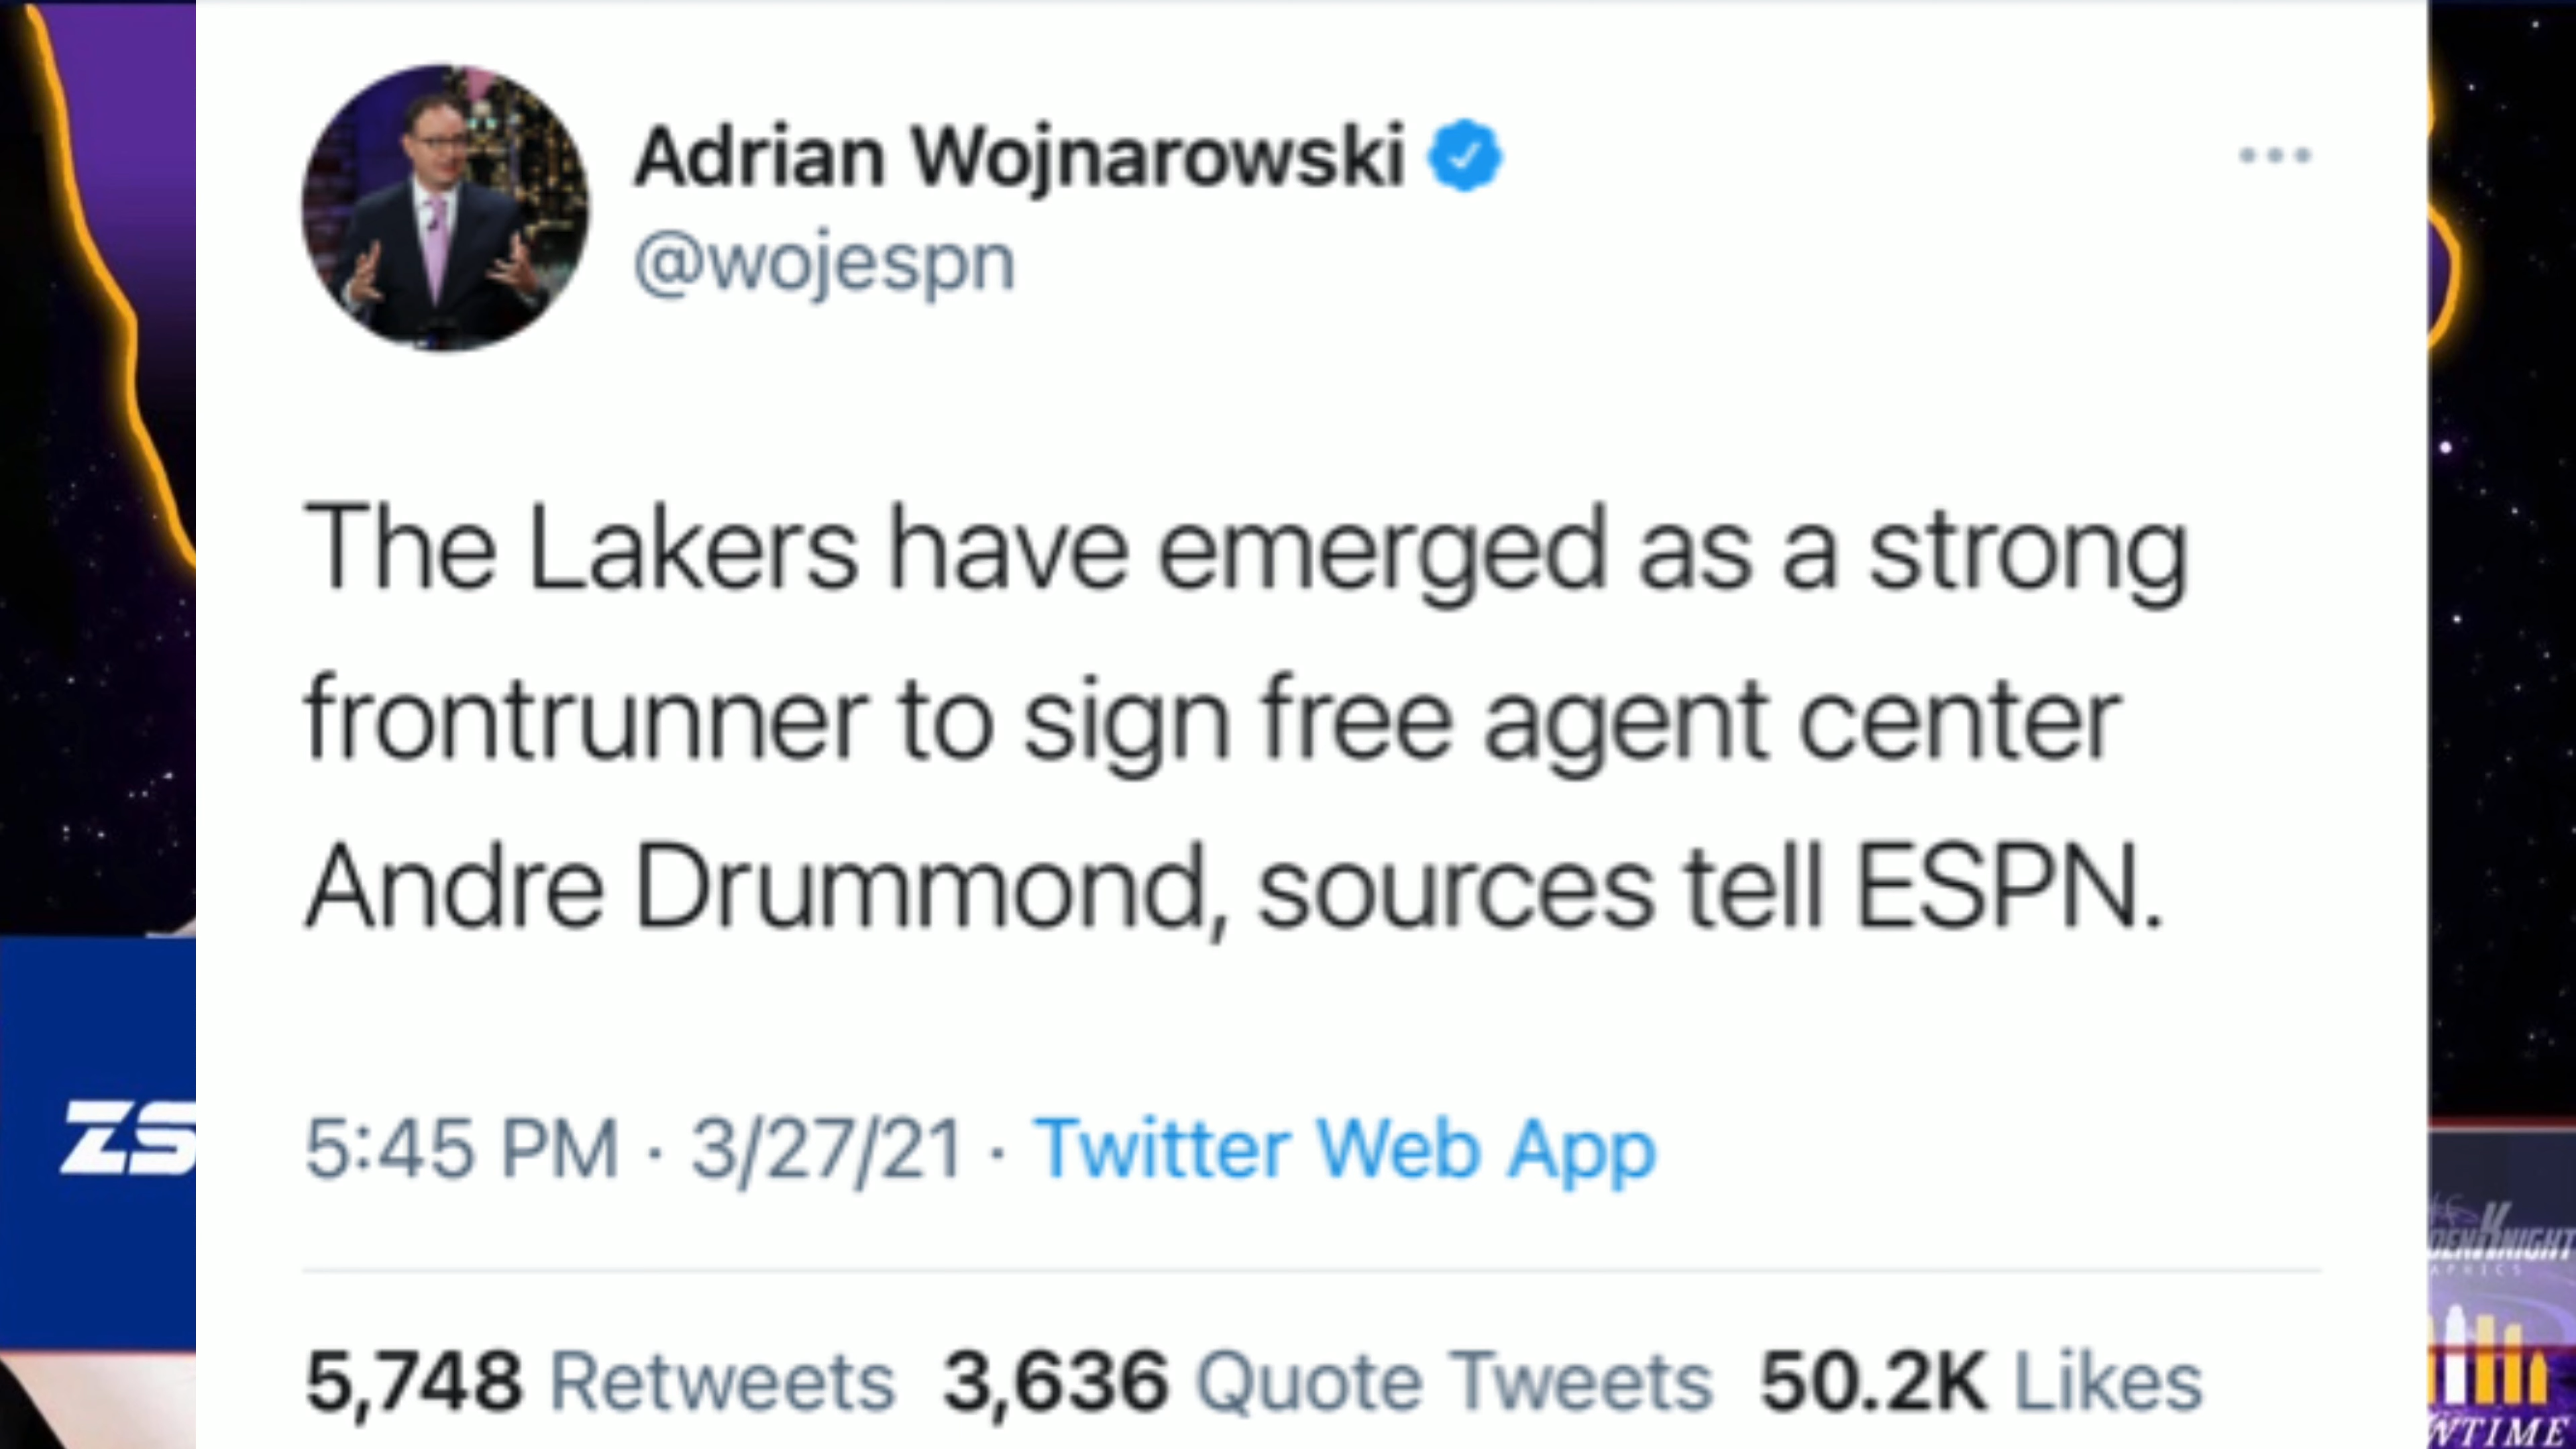 Adrian Wojnarowski
@wojespn
The Lakers have emerged as a strong
frontrunner to sign free agent center
Andre Drummond, sources tell ESPN.
5:45 PM · 3/27/21 · Twitter Web App
ZS
5,748 Retweets 3,636 Quote Tweets 50.2K Likes